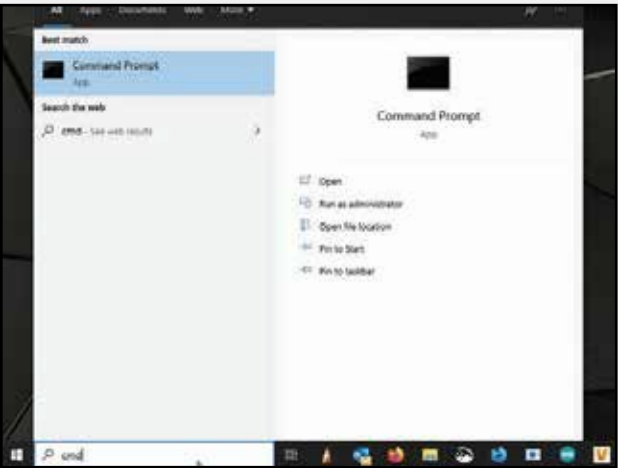 All Apps Documents Web More ▼
Best match
Command Prompt
App
Search the web
cmd - See web results
Command Prompt
App
Open
Run as administrator
Open file location
Pin to Start
Pin to taskbar
cmd